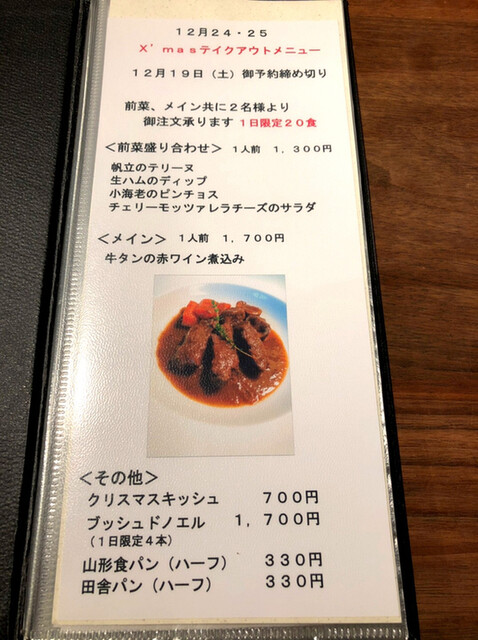 12月24・25
X'masテイクアウトメニュー
12月19日(土)御予約締め切り
前菜、メイン共に2名様より
御注文承ります 1日限定20食
<前菜盛り合わせ> 1人前 1,300円
帆立のテリーヌ
生ハムのディップ
小海老のピンチョス
チェリーモッツァレラチーズのサラダ
<メイン> 1人前 1,700円
牛タンの赤ワイン煮込み
<その他>
クリスマスキッシュ 700円
ブッシュドノエル 1,700円
(1日限定4本)
山形食パン(ハーフ) 330円
田舎パン(ハーフ) 330円